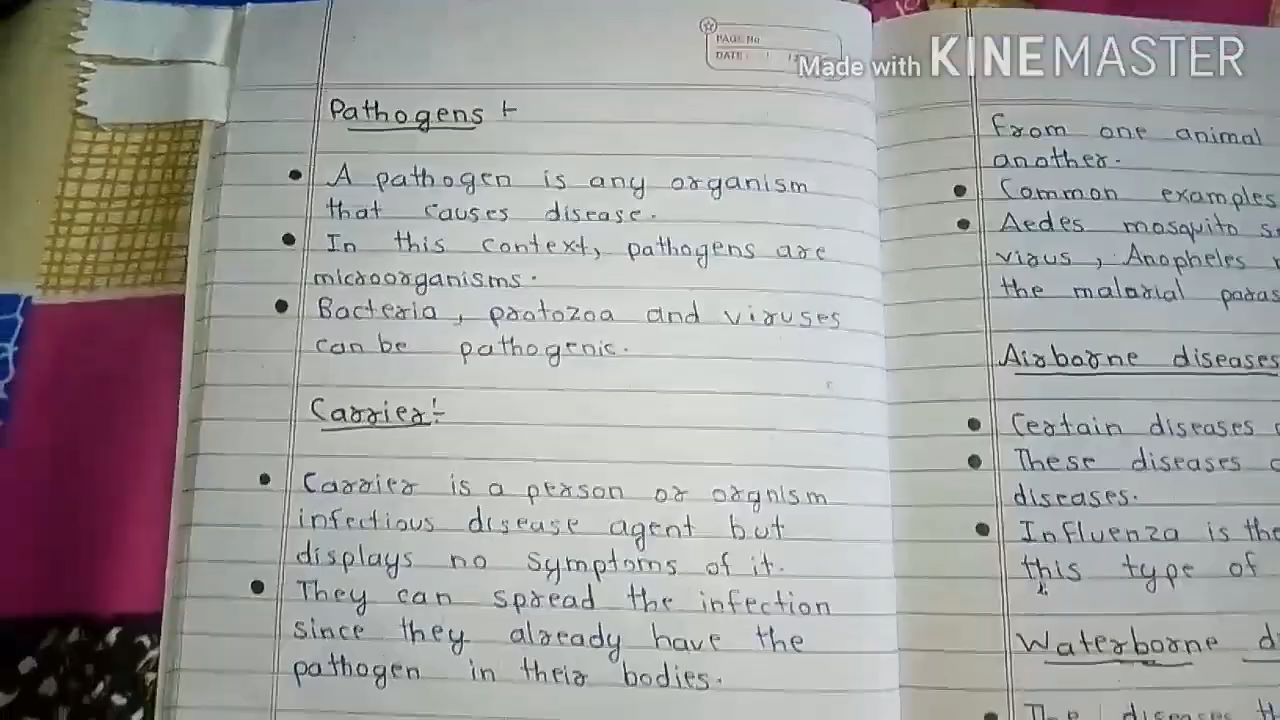 PAGE No
DATE
Made with KINEMASTER
Pathogens :-
A pathogen is any organism
that causes disease.
In this context, pathogens are
microorganisms.
Bacteria, protozoa and viruses
can be pathogenic.
Carrier :-
Carrier is a person or orgnism
infectious disease agent but
displays no symptoms of it.
They can spread the infection
since they already have the
pathogen in their bodies.
From one animal
another.
Common examples
Aedes mosquito
virus, Anopheles
the malarial
Airborne diseases
Certain diseases
These diseases
diseases.
Influenza is
this type of
Waterborne
diseases